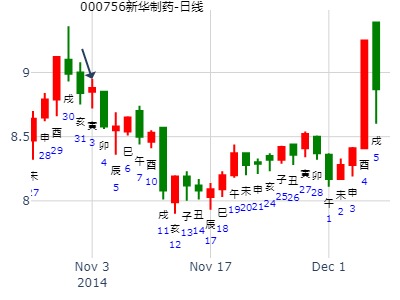 000756新华制药-日线
9
8.5
8
未
27
申
28
酉
29
戌
30
亥
31
寅
3
卯
4
辰
5
巳
6
午
7
酉
10
戌
11
亥
12
子
13
丑
14
辰
17
巳
18
午
19
未
20
申
21
亥
24
子
25
丑
26
寅
27
卯
28
午
1
未
2
申
3
酉
4
戌
5
Nov 3
2014
Nov 17
Dec 1